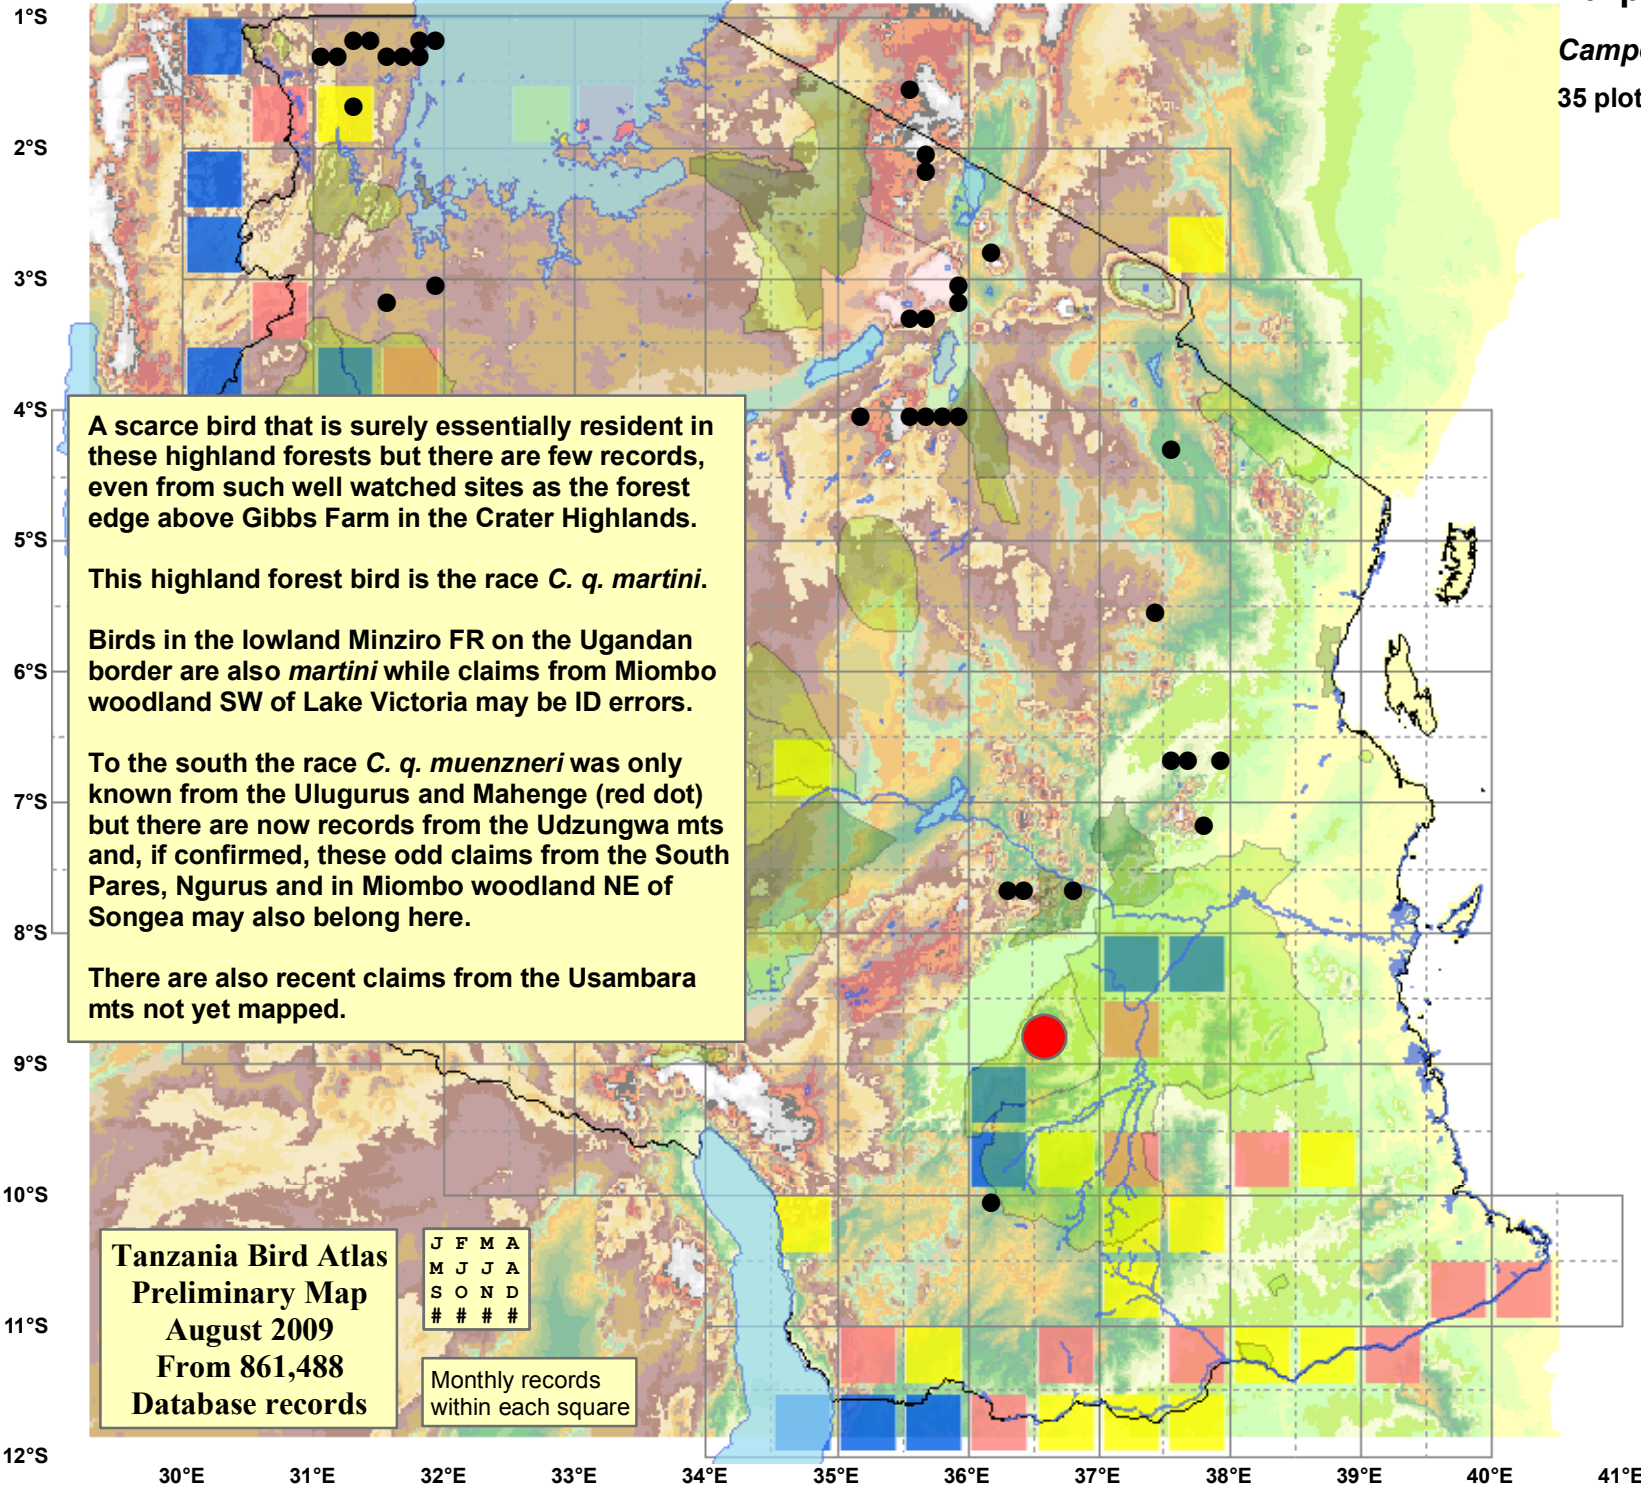 Campe
35 plot
1°S
2°S
3°S
4°S
5°S
6°S
7°S
8°S
9°S
10°S
11°S
12°S
A scarce bird that is surely essentially resident in
these highland forests but there are few records,
even from such well watched sites as the forest
edge above Gibbs Farm in the Crater Highlands.
This highland forest bird is the race C. q. martini.
Birds in the lowland Minziro FR on the Ugandan
border are also martini while claims from Miombo
woodland SW of Lake Victoria may be ID errors.
To the south the race C. q. muenzneri was only
known from the Ulugurus and Mahenge (red dot)
but there are now records from the Udzungwa mts
and, if confirmed, these odd claims from the South
Pares, Ngurus and in Miombo woodland NE of
Songea may also belong here.
There are also recent claims from the Usambara
mts not yet mapped.
Tanzania Bird Atlas
Preliminary Map
August 2009
From 861,488
Database records
J F M A
M J J A
S O N D
# # # #
Monthly records
within each square
30°E 31°E 32°E 33°E 34°E 35°E 36°E 37°E 38°E 39°E 40°E 41°E